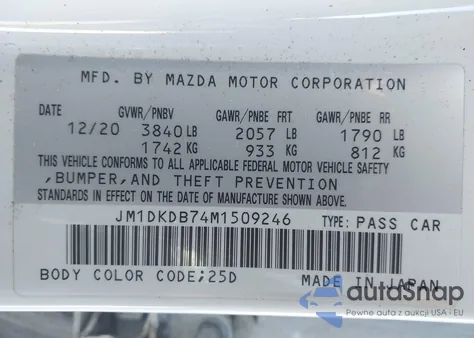 MFD. BY MAZDA MOTOR CORPORATION
DATE GVWR/PNBV GAWR/PNBE FRT GAWR/PNBE RR
12/20 3840 LB 2057 LB 1790 LB
1742 KG 933 KG 812 KG
THIS VEHICLE CONFORMS TO ALL APPLICABLE FEDERAL MOTOR VEHICLE SAFETY
,BUMPER,AND THEFT PREVENTION
STANDARDS IN EFFECT ON THE DATE OF MANUFACTURE SHOWN ABOVE.
JM1DKDB74M1509246 TYPE: PASS CAR
BODY COLOR CODE;25D MADE IN JAPAN
autoSnap
Pewne auta z aukcji USA - EU